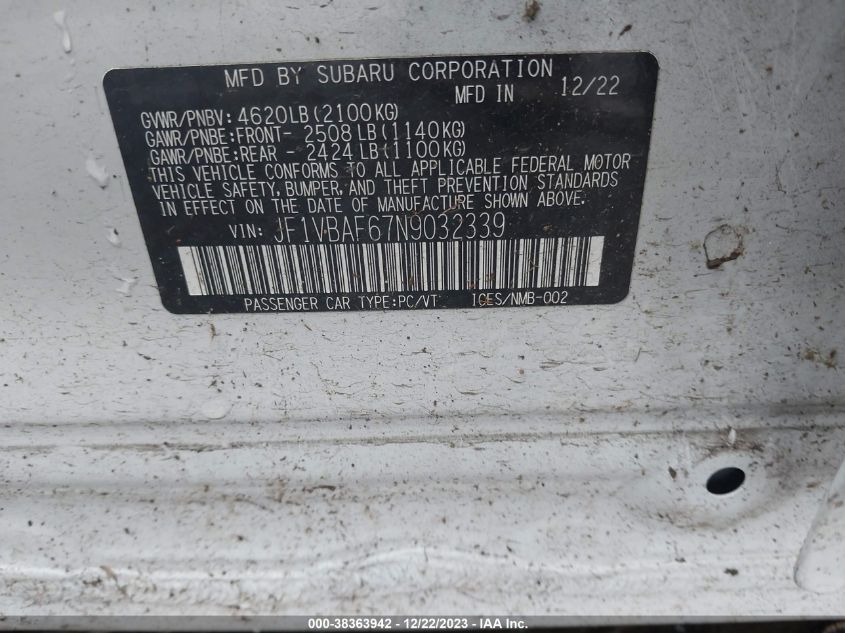 MFD BY SUBARU CORPORATION
MFD IN 12/22
GVWR/PNBV: 4620LB (2100KG)
GAWR/PNBE:FRONT- 2508 LB (1140KG)
GAWR/PNBE:REAR - 2424 LB (1100KG)
THIS VEHICLE CONFORMS TO ALL APPLICABLE FEDERAL MOTOR
VEHICLE SAFETY, BUMPER, AND THEFT PREVENTION STANDARDS
IN EFFECT ON THE DATE OF MANUFACTURE SHOWN ABOVE.
VIN: JF1VBAF67N9032339
PASSENGER CAR TYPE:PC/VT ICES/NMB-002
000-38363942 - 12/22/2023 - IAA Inc.